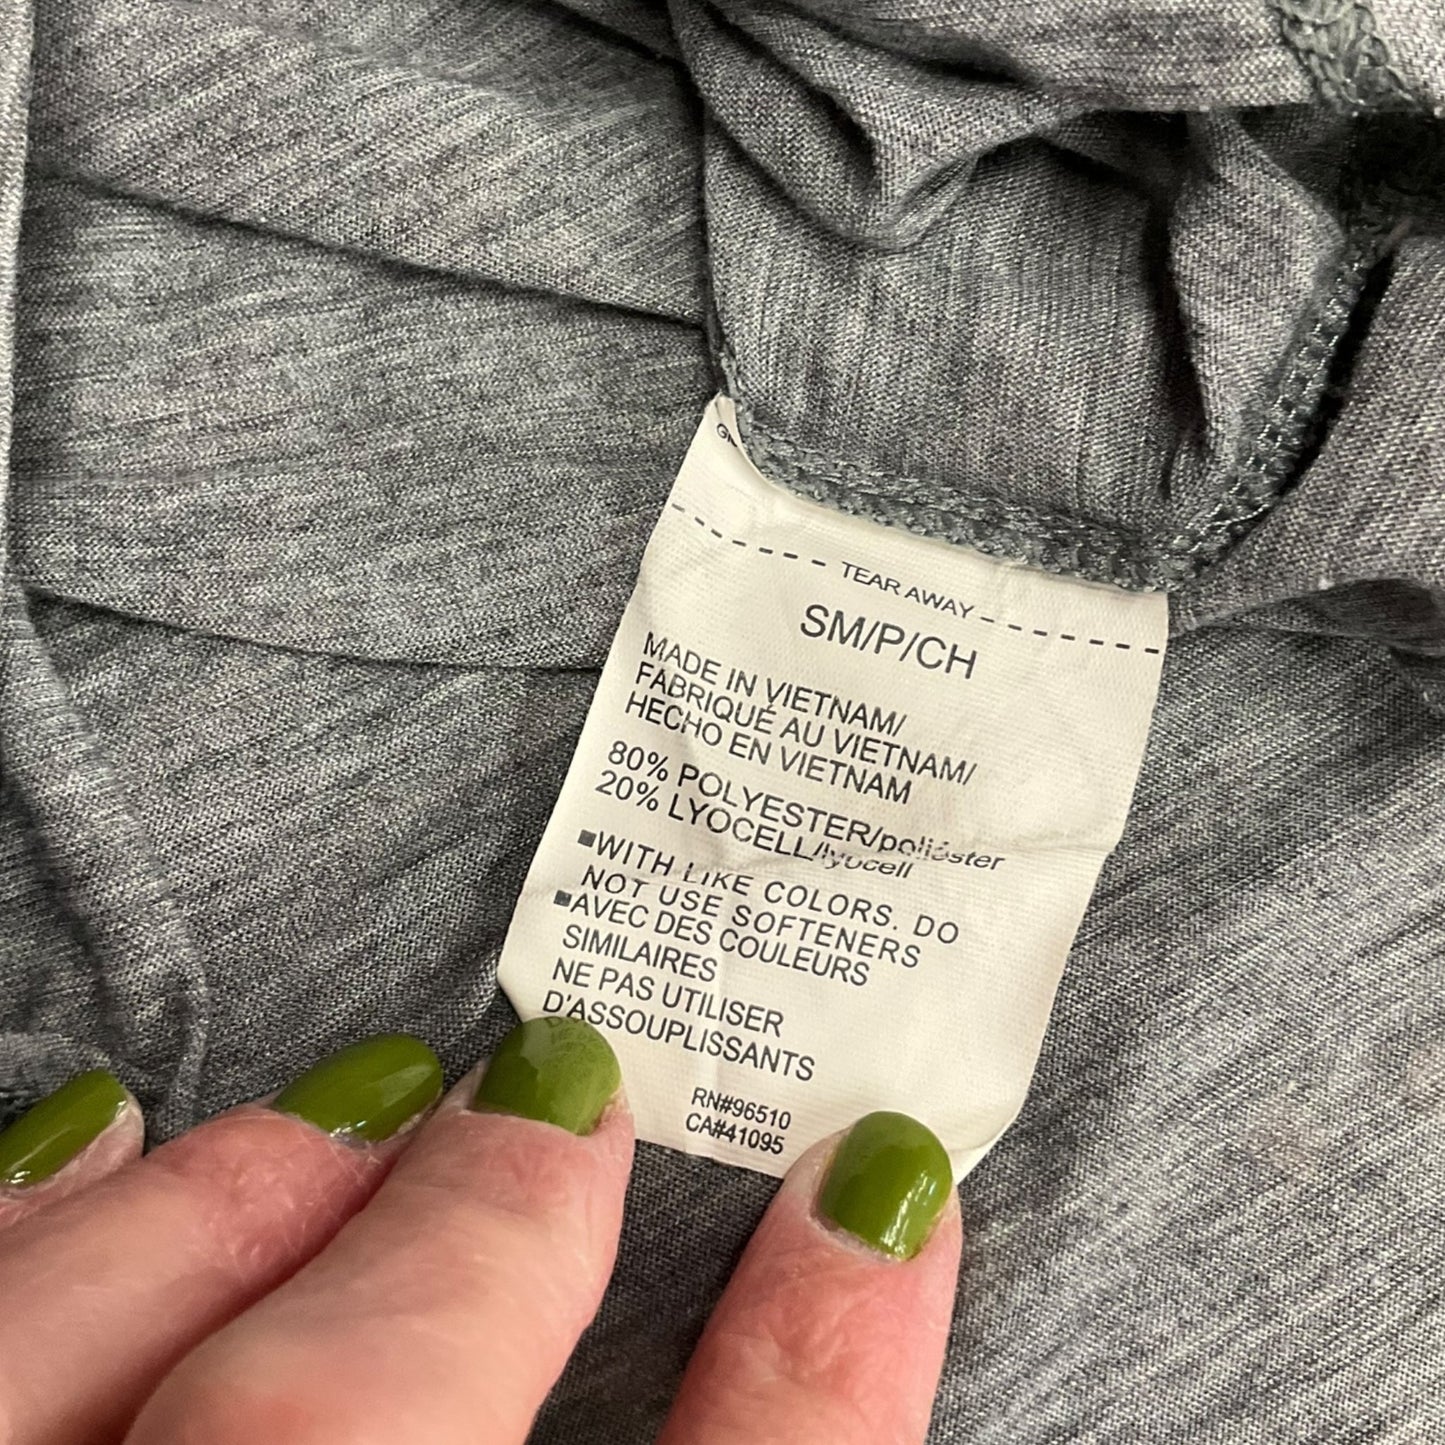 TEAR AWAY
SM/P/CH
MADE IN VIETNAM/
FABRIQUÉ AU VIETNAM/
HECHO EN VIETNAM
80% POLYESTER/poliéster
20% LYOCELL/lyocell
■WITH LIKE COLORS. DO
NOT USE SOFTENERS
■AVEC DES COULEURS
SIMILAIRES
NE PAS UTILISER
D'ASSOUPLISSANTS
RN#96510
CA#41095